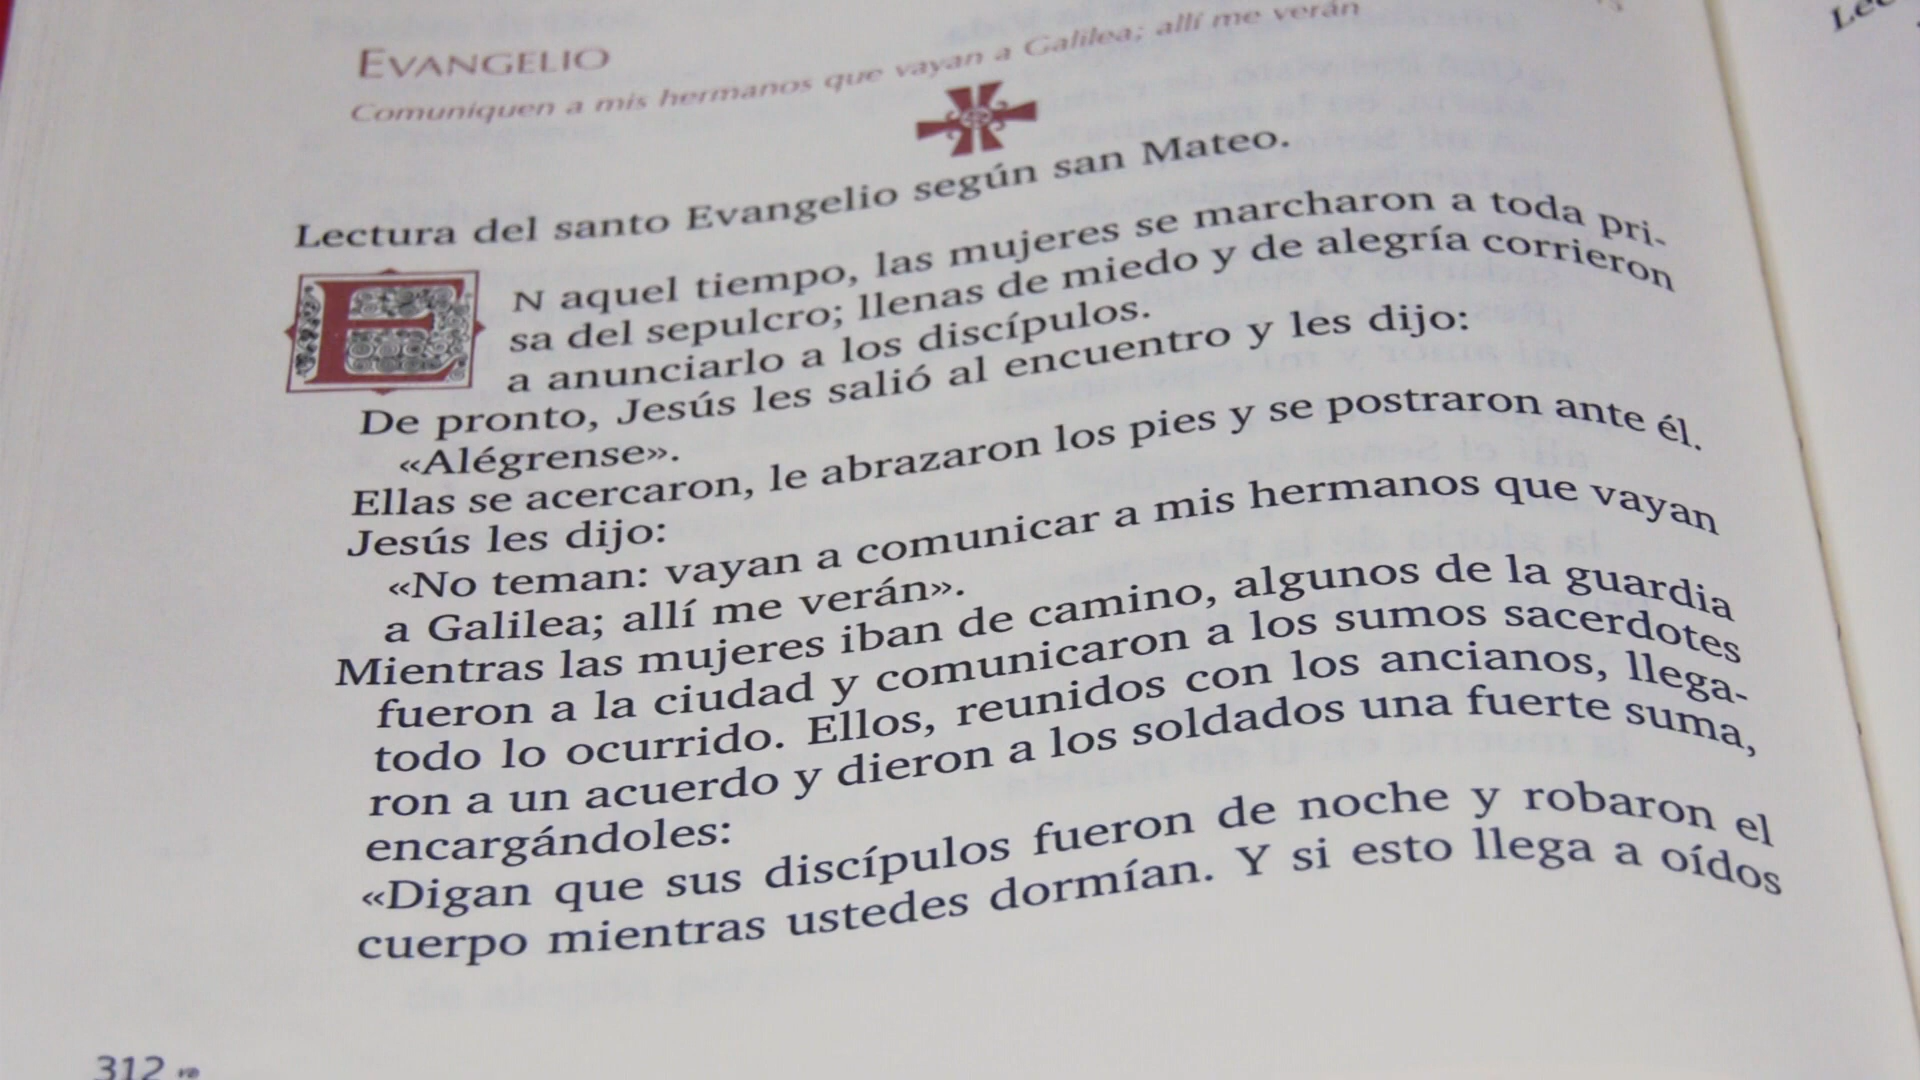 EVANGELIO
Comuniquen a mis hermanos que vayan a Galilea; allí me verán
Lectura del santo Evangelio según san Mateo.
EN aquel tiempo, las mujeres se marcharon a toda pri-
sa del sepulcro; llenas de miedo y de alegría corrieron
a anunciarlo a los discípulos.
De pronto, Jesús les salió al encuentro y les dijo:
«Alégrense».
Ellas se acercaron, le abrazaron los pies y se postraron ante él.
Jesús les dijo:
«No teman: vayan a comunicar a mis hermanos que vayan
a Galilea; allí me verán».
Mientras las mujeres iban de camino, algunos de la guardia
fueron a la ciudad y comunicaron a los sumos sacerdotes
todo lo ocurrido. Ellos, reunidos con los ancianos, llega-
ron a un acuerdo y dieron a los soldados una fuerte suma,
encargándoles:
«Digan que sus discípulos fueron de noche y robaron el
cuerpo mientras ustedes dormían. Y si esto llega a oídos
312